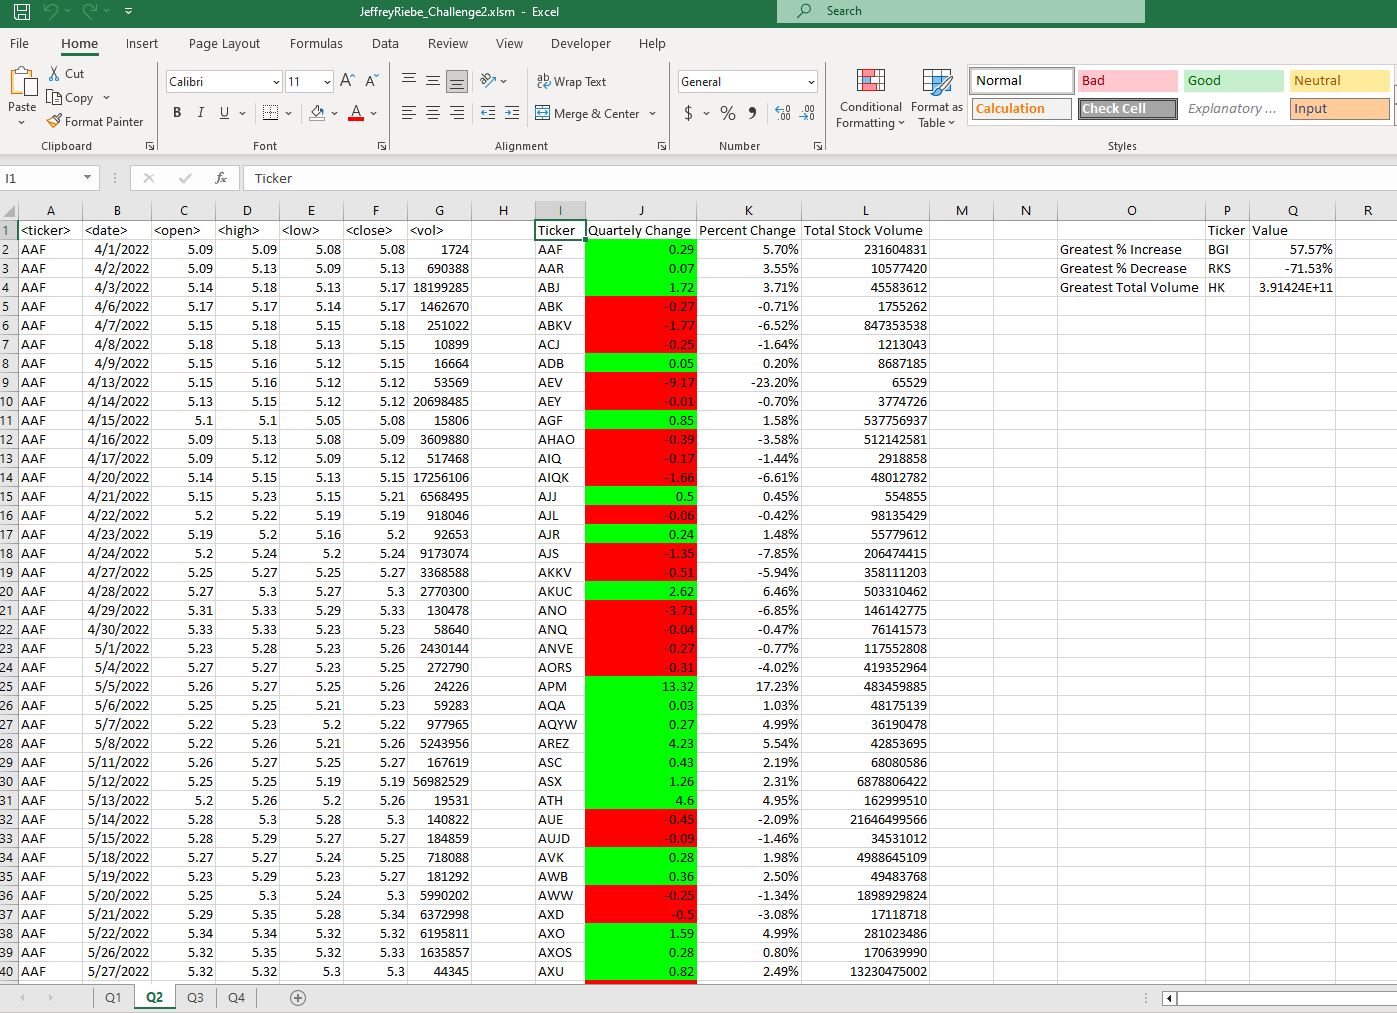 JeffreyRiebe_Challenge2.xlsm - Excel
Search
File Home Insert Page Layout Formulas Data Review View Developer Help
Paste
Cut
Copy
Format Painter
Clipboard
Calibri 11
B I U
Font
Wrap Text
Merge & Center
Alignment
General
$ % 9
Number
Conditional Formatting
Format as Table
Normal Bad Good Neutral
Calculation Check Cell Explanatory ... Input
Styles
I1 fx Ticker
A B C D E F G H I J K L M N O P Q R
1 <ticker> <date> <open> <high> <low> <close> <vol> Ticker Quartely Change Percent Change Total Stock Volume Ticker Value
2 AAF 4/1/2022 5.09 5.09 5.08 5.08 1724 AAF 0.29 5.70% 231604831 Greatest % Increase BGI 57.57%
3 AAF 4/2/2022 5.09 5.13 5.09 5.13 690388 AAR 0.07 3.55% 10577420 Greatest % Decrease RKS -71.53%
4 AAF 4/3/2022 5.14 5.18 5.13 5.17 18199285 ABJ 1.72 3.71% 45583612 Greatest Total Volume HK 3.91424E+11
5 AAF 4/6/2022 5.17 5.17 5.14 5.17 1462670 ABK -0.27 -0.71% 1755262
6 AAF 4/7/2022 5.15 5.18 5.15 5.18 251022 ABKV -1.77 -6.52% 847353538
7 AAF 4/8/2022 5.18 5.18 5.13 5.15 10899 ACJ -0.25 -1.64% 1213043
8 AAF 4/9/2022 5.15 5.16 5.12 5.12 16664 ADB 0.05 0.20% 8687185
9 AAF 4/13/2022 5.15 5.16 5.12 5.12 53569 AEV -9.17 -23.20% 65529
10 AAF 4/14/2022 5.13 5.15 5.12 5.12 20698485 AEY -0.01 -0.70% 3774726
11 AAF 4/15/2022 5.1 5.1 5.05 5.08 15806 AGF 0.85 1.58% 537756937
12 AAF 4/16/2022 5.09 5.13 5.08 5.09 3609880 AHAO -0.39 -3.58% 512142581
13 AAF 4/17/2022 5.09 5.12 5.09 5.12 517468 AIQ -0.17 -1.44% 2918858
14 AAF 4/20/2022 5.14 5.15 5.13 5.15 17256106 AIQK -1.66 -6.61% 48012782
15 AAF 4/21/2022 5.15 5.23 5.15 5.21 6568495 AJJ 0.5 0.45% 554855
16 AAF 4/22/2022 5.2 5.22 5.19 5.19 918046 AJL -0.06 -0.42% 98135429
17 AAF 4/23/2022 5.19 5.2 5.16 5.2 92653 AJR 0.24 1.48% 55779612
18 AAF 4/24/2022 5.2 5.24 5.2 5.24 9173074 AJS -1.35 -7.85% 206474415
19 AAF 4/27/2022 5.25 5.27 5.25 5.27 3368588 AKKV -0.51 -5.94% 358111203
20 AAF 4/28/2022 5.27 5.3 5.27 5.3 2770300 AKUC 2.62 6.46% 503310462
21 AAF 4/29/2022 5.31 5.33 5.29 5.33 130478 ANO -3.71 -6.85% 146142775
22 AAF 4/30/2022 5.33 5.33 5.23 5.23 58640 ANQ -0.04 -0.47% 76141573
23 AAF 5/1/2022 5.23 5.28 5.23 5.26 2430144 ANVE -0.27 -0.77% 117552808
24 AAF 5/4/2022 5.27 5.27 5.23 5.25 272790 AORS -0.31 -4.02% 419352964
25 AAF 5/5/2022 5.26 5.27 5.25 5.26 24226 APM 13.32 17.23% 483459885
26 AAF 5/6/2022 5.25 5.25 5.21 5.23 59283 AQA 0.03 1.03% 48175139
27 AAF 5/7/2022 5.22 5.23 5.2 5.22 977965 AQYW 0.27 4.99% 36190478
28 AAF 5/8/2022 5.22 5.26 5.21 5.26 5243956 AREZ 4.23 5.54% 42853695
29 AAF 5/11/2022 5.26 5.27 5.25 5.27 167619 ASC 0.43 2.19% 68080586
30 AAF 5/12/2022 5.25 5.25 5.19 5.19 56982529 ASX 1.26 2.31% 6878806422
31 AAF 5/13/2022 5.2 5.26 5.2 5.26 19531 ATH 4.6 4.95% 162999510
32 AAF 5/14/2022 5.28 5.3 5.28 5.3 140822 AUE -0.45 -2.09% 21646499566
33 AAF 5/15/2022 5.28 5.29 5.27 5.27 184859 AUJD -0.09 -1.46% 34531012
34 AAF 5/18/2022 5.27 5.27 5.24 5.25 718088 AVK 0.28 1.98% 4988645109
35 AAF 5/19/2022 5.23 5.29 5.23 5.27 181292 AWB 0.36 2.50% 49483768
36 AAF 5/20/2022 5.25 5.3 5.24 5.3 5990202 AWW -0.25 -1.34% 1898929824
37 AAF 5/21/2022 5.29 5.35 5.28 5.34 6372998 AXD -0.5 -3.08% 17118718
38 AAF 5/22/2022 5.34 5.34 5.32 5.32 6195811 AXO 1.59 4.99% 281023486
39 AAF 5/26/2022 5.32 5.35 5.32 5.33 1635857 AXOS 0.28 0.80% 170639990
40 AAF 5/27/2022 5.32 5.32 5.3 5.3 44345 AXU 0.82 2.49% 13230475002
Q1 Q2 Q3 Q4